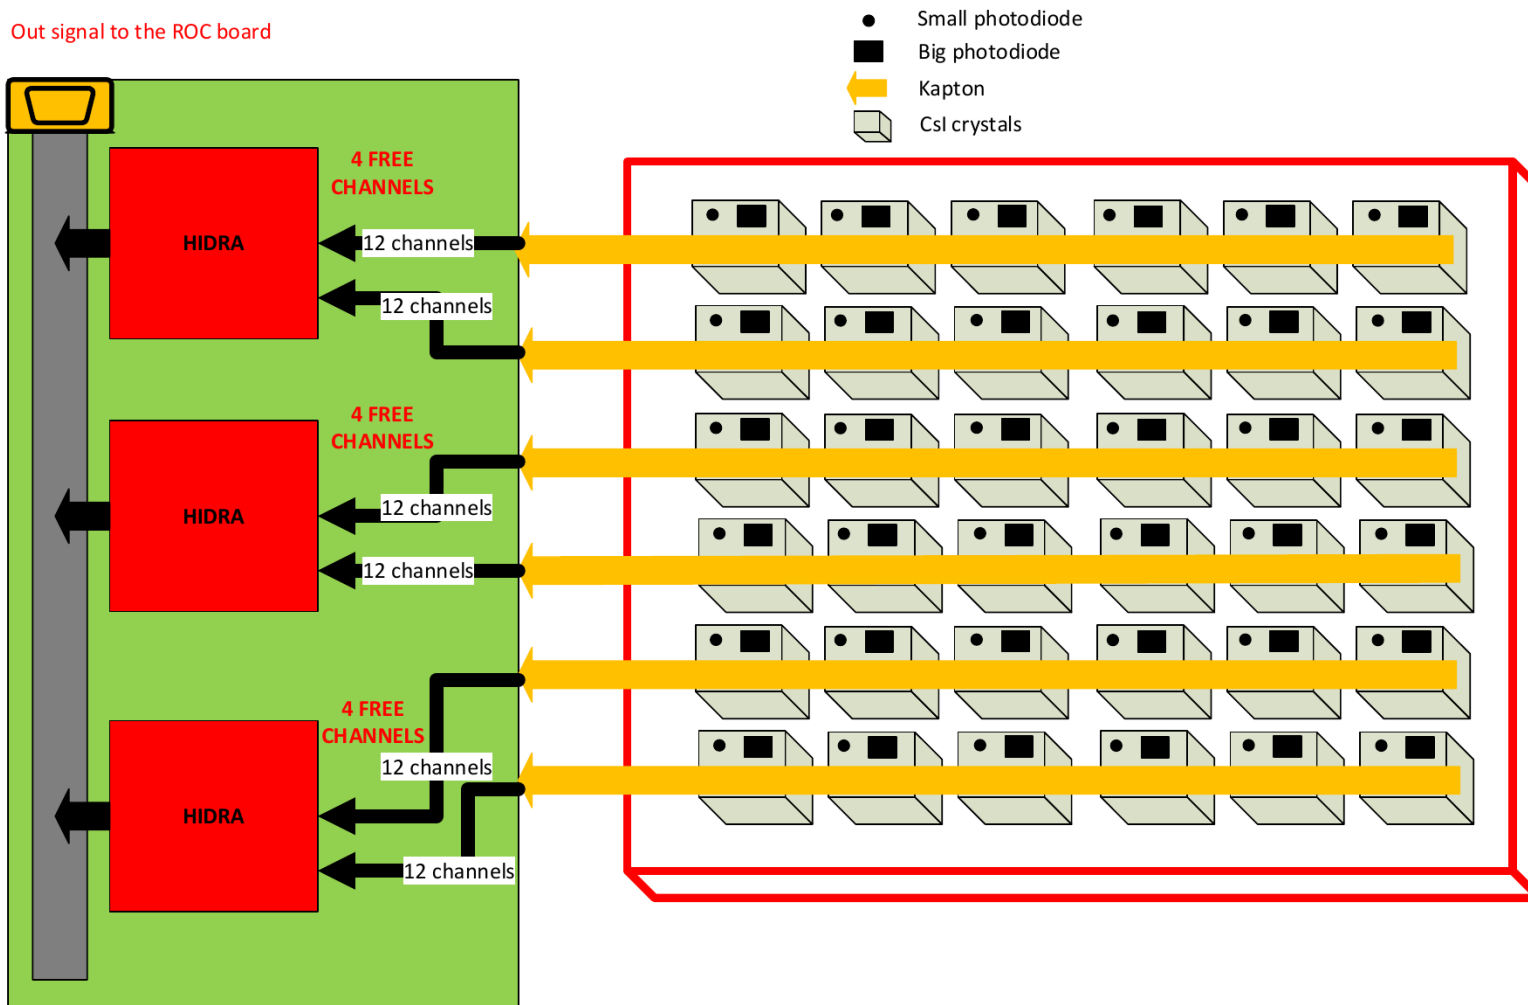 Out signal to the ROC board
Small photodiode
Big photodiode
Kapton
CsI crystals
4 FREE
CHANNELS
HIDRA
12 channels
12 channels
4 FREE
CHANNELS
HIDRA
12 channels
12 channels
4 FREE
CHANNELS
HIDRA
12 channels
12 channels